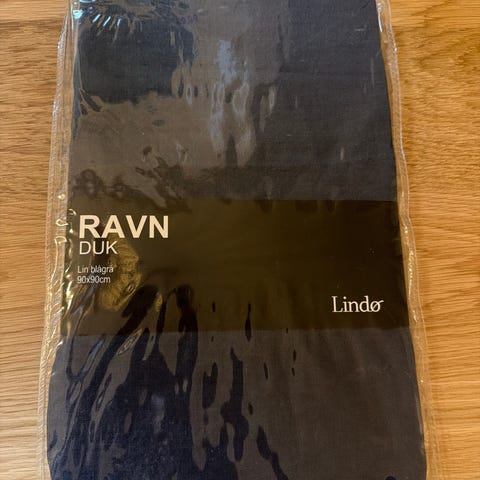 RAVN
DUK
Lin blågrå
90x90cm
Lindø